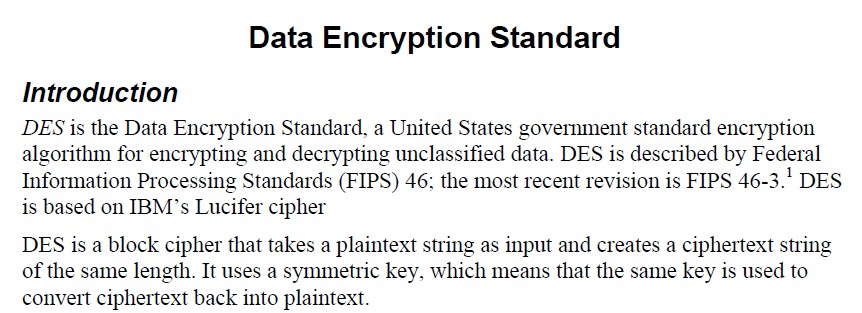 Data Encryption Standard
Introduction
DES is the Data Encryption Standard, a United States government standard encryption
algorithm for encrypting and decrypting unclassified data. DES is described by Federal
Information Processing Standards (FIPS) 46; the most recent revision is FIPS 46-3.¹ DES
is based on IBM’s Lucifer cipher
DES is a block cipher that takes a plaintext string as input and creates a ciphertext string
of the same length. It uses a symmetric key, which means that the same key is used to
convert ciphertext back into plaintext.